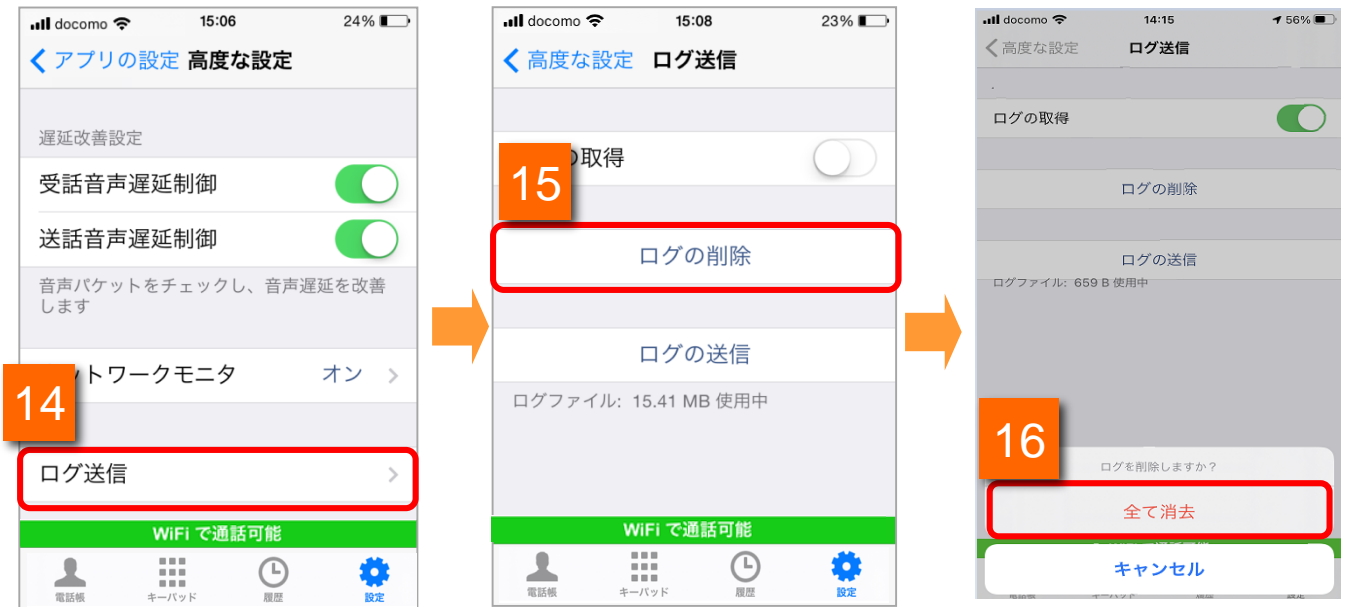 docomo 15:06 24%
アプリの設定 高度な設定
遅延改善設定
受話音声遅延制御
送話音声遅延制御
音声パケットをチェックし、音声遅延を改善
します
トワークモニタ オン
14
ログ送信
WiFi で通話可能
電話帳 キーパッド 履歴 設定
docomo 15:08 23%
高度な設定 ログ送信
15
の取得
ログの削除
ログの送信
ログファイル: 15.41 MB 使用中
WiFi で通話可能
電話帳 キーパッド 履歴 設定
docomo 14:15 56%
高度な設定 ログ送信
ログの取得
ログの削除
ログの送信
ログファイル: 659 B 使用中
16
ログを削除しますか？
全て消去
キャンセル